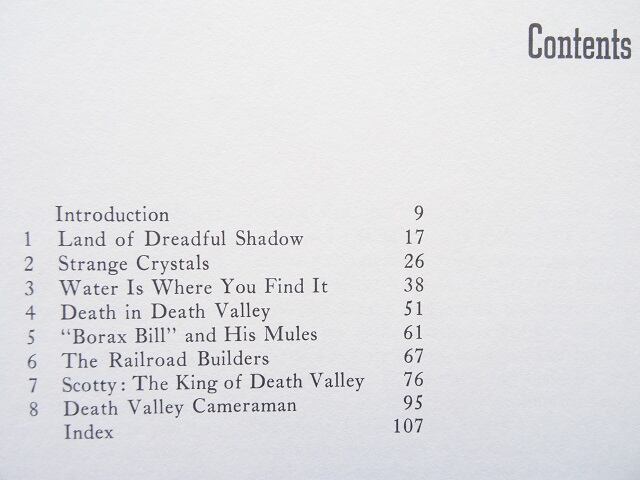 Contents
Introduction 9
1 Land of Dreadful Shadow 17
2 Strange Crystals 26
3 Water Is Where You Find It 38
4 Death in Death Valley 51
5 “Borax Bill” and His Mules 61
6 The Railroad Builders 67
7 Scotty: The King of Death Valley 76
8 Death Valley Cameraman 95
Index 107